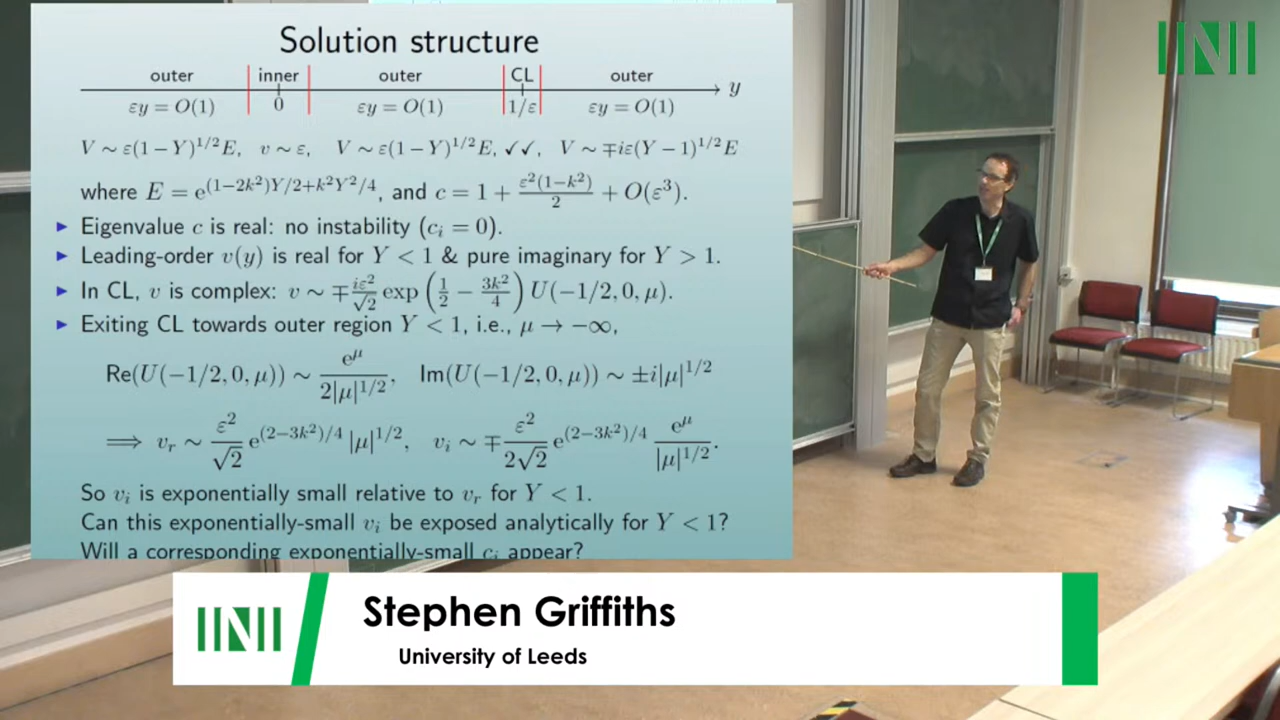 Solution structure
outer inner outer CL outer
y
εy = O(1) 0 εy = O(1) 1/ε εy = O(1)
V ∼ ε(1−Y)^{1/2}E, v ∼ ε, V ∼ ε(1−Y)^{1/2}E, ✓✓, V ∼ ∓iε(Y−1)^{1/2}E
where E = e^{(1−2k²)Y/2+k²Y²/4}, and c = 1 + ε²(1−k²)/2 + O(ε³).
▶ Eigenvalue c is real: no instability (c_i = 0).
▶ Leading-order v(y) is real for Y < 1 & pure imaginary for Y > 1.
▶ In CL, v is complex: v ∼ ∓ iε²/√2 exp(1/2 − 3k²/4) U(−1/2, 0, μ).
▶ Exiting CL towards outer region Y < 1, i.e., μ → −∞,
Re(U(−1/2, 0, μ)) ∼ e^μ/2|μ|^{1/2}, Im(U(−1/2, 0, μ)) ∼ ±i|μ|^{1/2}
⟹ v_r ∼ ε²/√2 e^{(2−3k²)/4} |μ|^{1/2}, v_i ∼ ∓ ε²/2√2 e^{(2−3k²)/4} e^μ/|μ|^{1/2}.
So v_i is exponentially small relative to v_r for Y < 1.
Can this exponentially-small v_i be exposed analytically for Y < 1?
Will a corresponding exponentially-small c_i appear?
Stephen Griffiths
University of Leeds